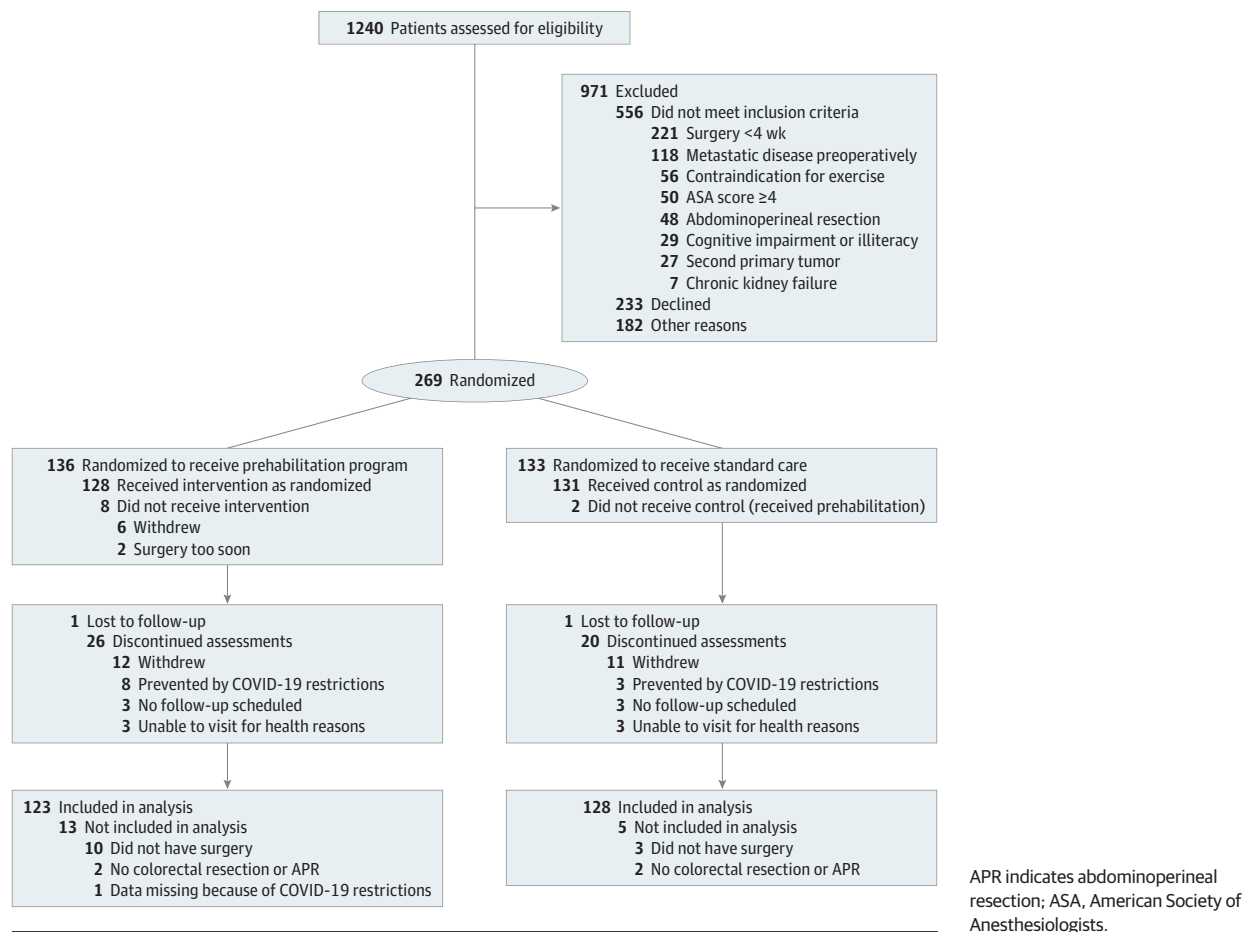 1240 Patients assessed for eligibility
971 Excluded
556 Did not meet inclusion criteria
221 Surgery <4 wk
118 Metastatic disease preoperatively
56 Contraindication for exercise
50 ASA score ≥4
48 Abdominoperineal resection
29 Cognitive impairment or illiteracy
27 Second primary tumor
7 Chronic kidney failure
233 Declined
182 Other reasons
269 Randomized
136 Randomized to receive prehabilitation program
128 Received intervention as randomized
8 Did not receive intervention
6 Withdrew
2 Surgery too soon
133 Randomized to receive standard care
131 Received control as randomized
2 Did not receive control (received prehabilitation)
1 Lost to follow-up
26 Discontinued assessments
12 Withdrew
8 Prevented by COVID-19 restrictions
3 No follow-up scheduled
3 Unable to visit for health reasons
1 Lost to follow-up
20 Discontinued assessments
11 Withdrew
3 Prevented by COVID-19 restrictions
3 No follow-up scheduled
3 Unable to visit for health reasons
123 Included in analysis
13 Not included in analysis
10 Did not have surgery
2 No colorectal resection or APR
1 Data missing because of COVID-19 restrictions
128 Included in analysis
5 Not included in analysis
3 Did not have surgery
2 No colorectal resection or APR
APR indicates abdominoperineal
resection; ASA, American Society of
Anesthesiologists.